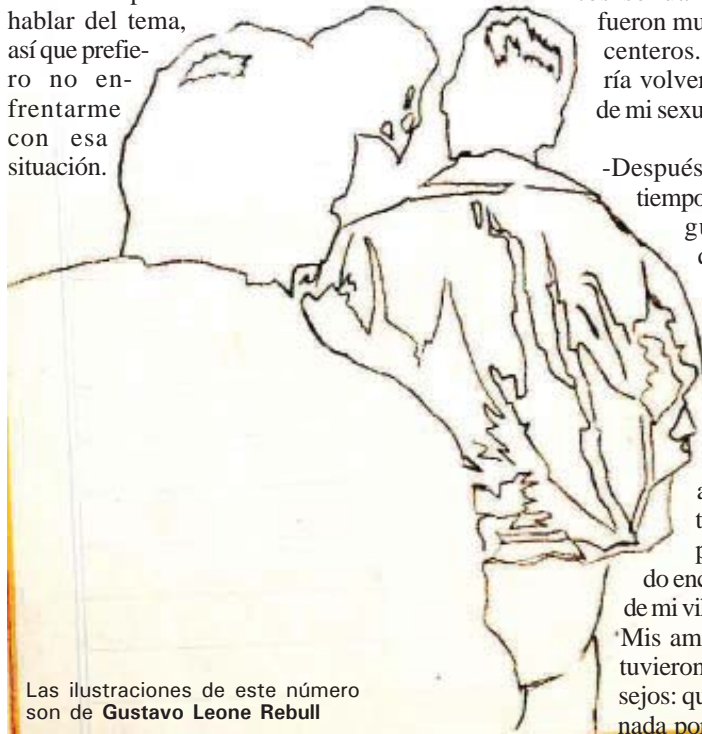 hablar del tema,
así que prefie-
ro no en-
frentarme
con esa
situación.
fueron mu
centeros.
ría volver
de mi sexu
-Después
tiempo
gu
a
t
p
do enc
de mi vi
Mis am
tuvieron
sejos: qu
nada por
Las ilustraciones de este número
son de Gustavo Leone Rebull